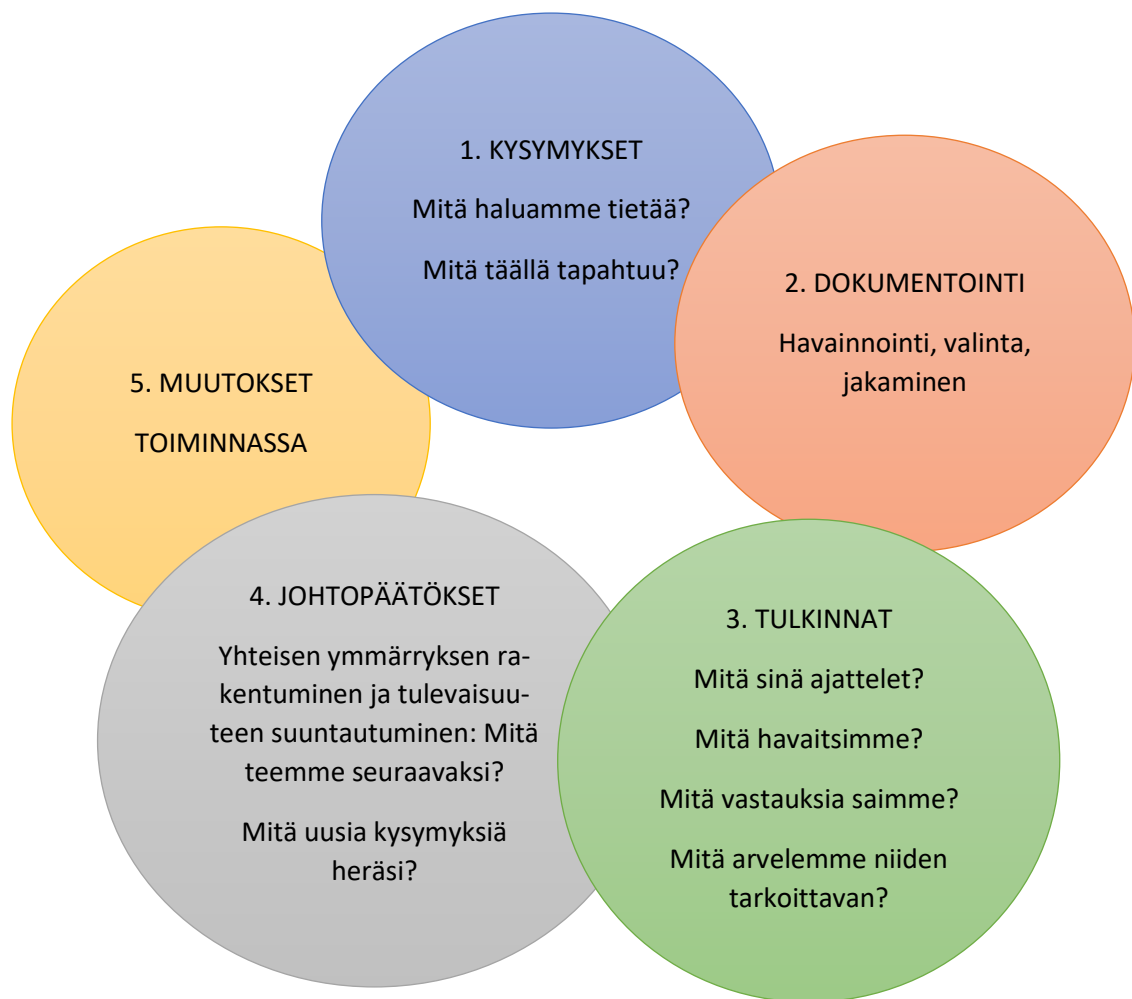 1. KYSYMYKSET
Mitä haluamme tietää?
Mitä täällä tapahtuu?
2. DOKUMENTOINTI
Havainnointi, valinta,
jakaminen
3. TULKINNAT
Mitä sinä ajattelet?
Mitä havaitsimme?
Mitä vastauksia saimme?
Mitä arvelemme niiden
tarkoittavan?
4. JOHTOPÄÄTÖKSET
Yhteisen ymmärryksen ra-
kentuminen ja tulevaisuu-
teen suuntautuminen: Mitä
teemme seuraavaksi?
Mitä uusia kysymyksiä
heräsi?
5. MUUTOKSET
TOIMINNASSA